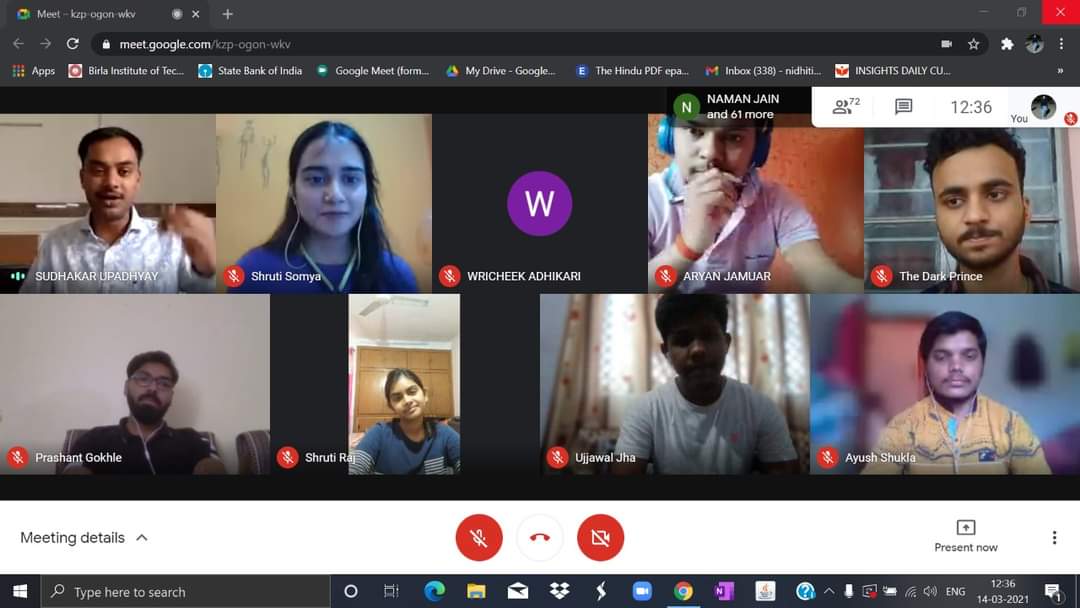 Meet – kzp-ogon-wkv
meet.google.com/kzp-ogon-wkv
Apps Birla Institute of Tec... State Bank of India Google Meet (form... My Drive - Google... E The Hindu PDF epa... Inbox (338) - nidhiti... INSIGHTS DAILY CU... »
N NAMAN JAIN
and 61 more
72 12:36 You
W
SUDHAKAR UPADHYAY Shruti Somya WRICHEEK ADHIKARI ARYAN JAMUAR The Dark Prince
Prashant Gokhle Shruti Raj Ujjawal Jha Ayush Shukla
Meeting details
Present now
Type here to search
ENG 12:36
14-03-2021
1